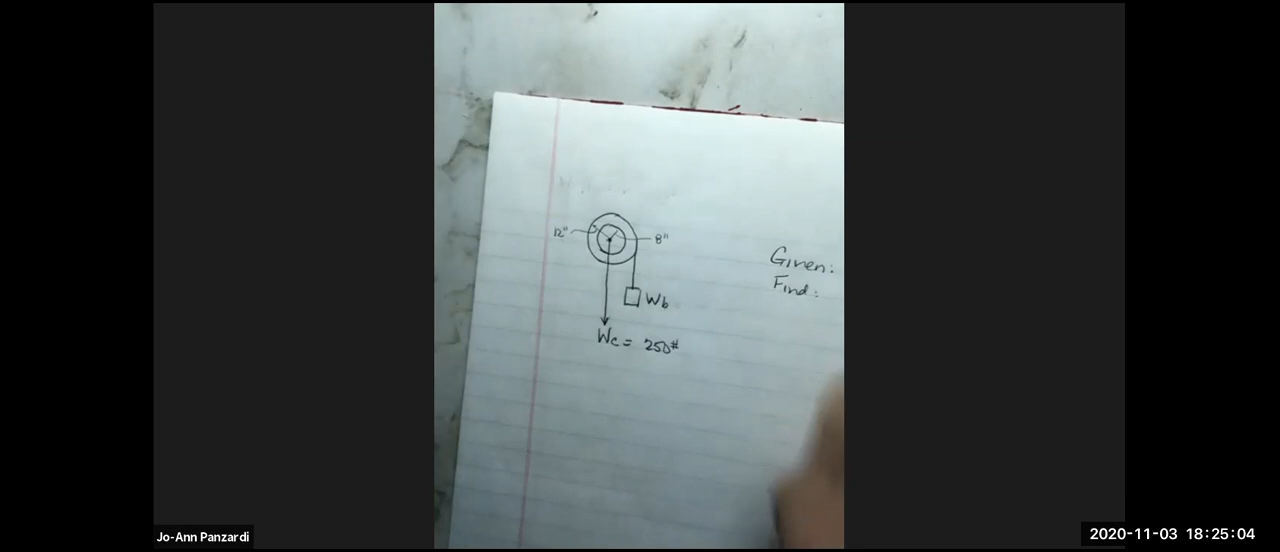 12"
8"
Given:
Find:
Wb
Wc = 250#
Jo-Ann Panzardi
2020-11-03 18:25:04